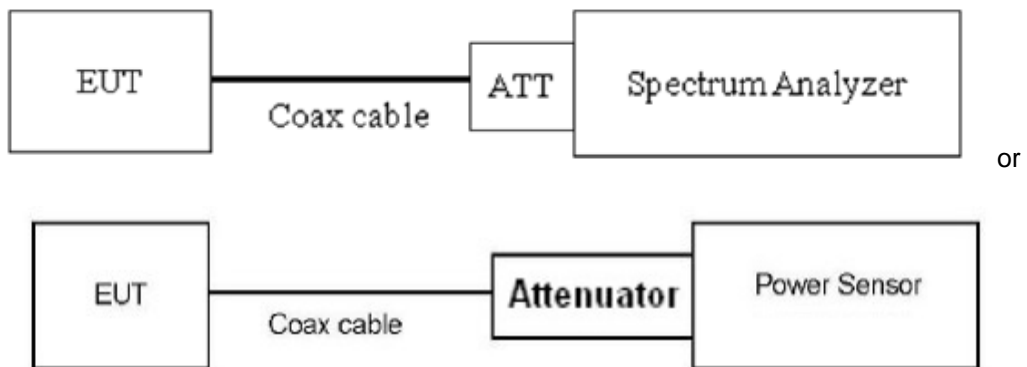 EUT
Coax cable
ATT
Spectrum Analyzer
or
EUT
Coax cable
Attenuator
Power Sensor